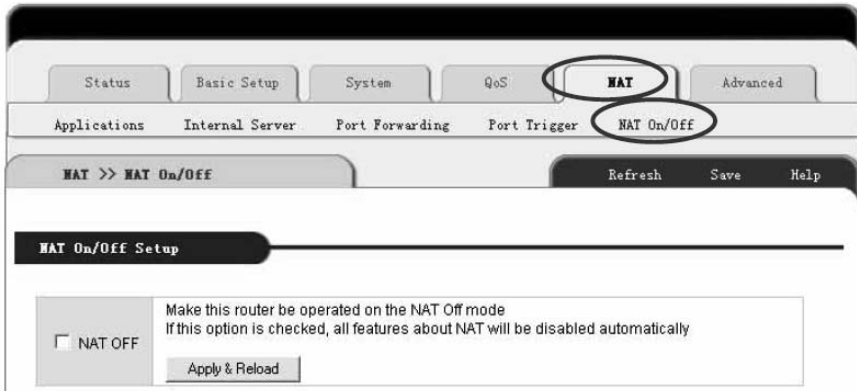 Status Basic Setup System QoS NAT Advanced
Applications Internal Server Port Forwarding Port Trigger NAT On/Off
NAT >> NAT On/Off Refresh Save Help
NAT On/Off Setup
NAT OFF
Make this router be operated on the NAT Off mode
If this option is checked, all features about NAT will be disabled automatically
Apply & Reload